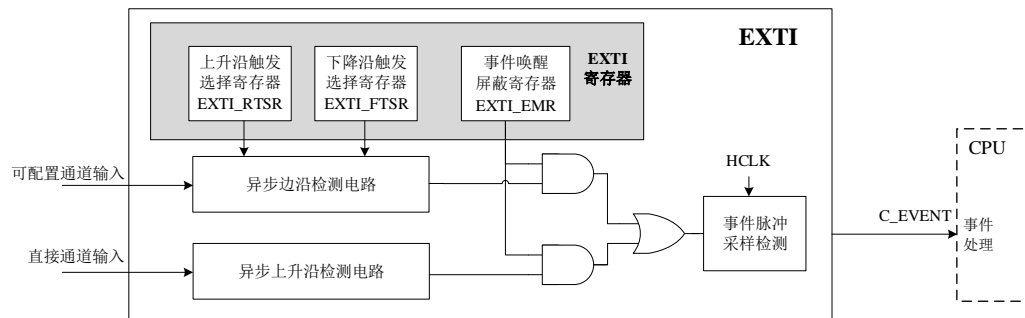 EXTI
EXTI
寄存器
上升沿触发
选择寄存器
EXTI_RTSR
下降沿触发
选择寄存器
EXTI_FTSR
事件唤醒
屏蔽寄存器
EXTI_EMR
可配置通道输入
异步边沿检测电路
HCLK
事件脉冲
采样检测
直接通道输入
异步上升沿检测电路
C_EVENT
CPU
事件
处理